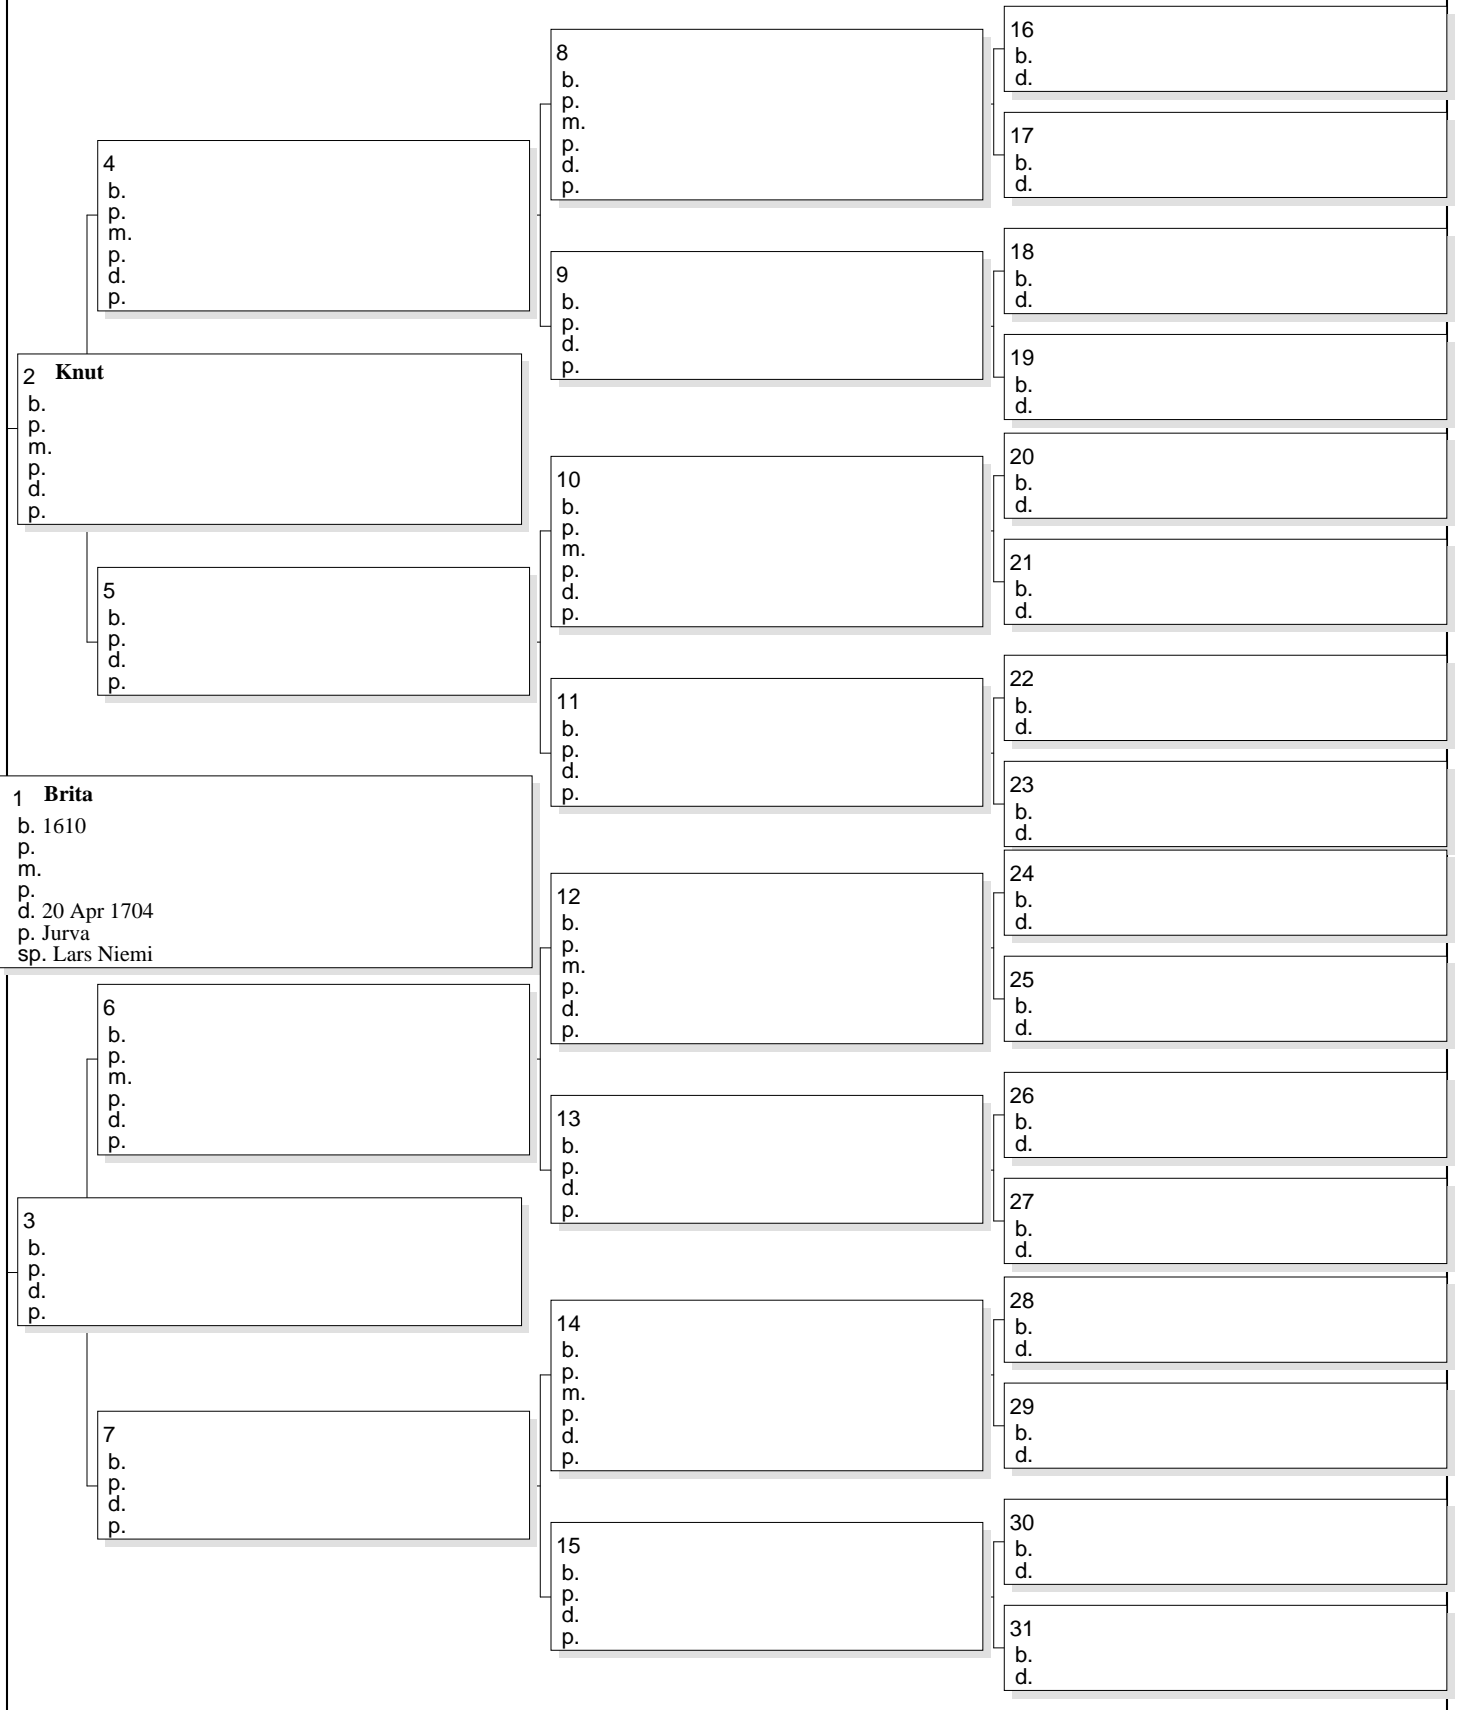 16
b.
d.
8
b.
p.
m.
p.
d.
p.
17
b.
d.
4
b.
p.
m.
p.
d.
p.
18
b.
d.
9
b.
p.
d.
p.
19
b.
d.
2 Knut
b.
p.
m.
p.
d.
p.
20
b.
d.
10
b.
p.
m.
p.
d.
p.
21
b.
d.
5
b.
p.
d.
p.
22
b.
d.
11
b.
p.
d.
p.
23
b.
d.
1 Brita
b. 1610
p.
m.
p.
d. 20 Apr 1704
p. Jurva
sp. Lars Niemi
24
b.
d.
12
b.
p.
m.
p.
d.
p.
25
b.
d.
6
b.
p.
m.
p.
d.
p.
26
b.
d.
13
b.
p.
d.
p.
27
b.
d.
3
b.
p.
d.
p.
28
b.
d.
14
b.
p.
m.
p.
d.
p.
29
b.
d.
7
b.
p.
d.
p.
30
b.
d.
15
b.
p.
d.
p.
31
b.
d.